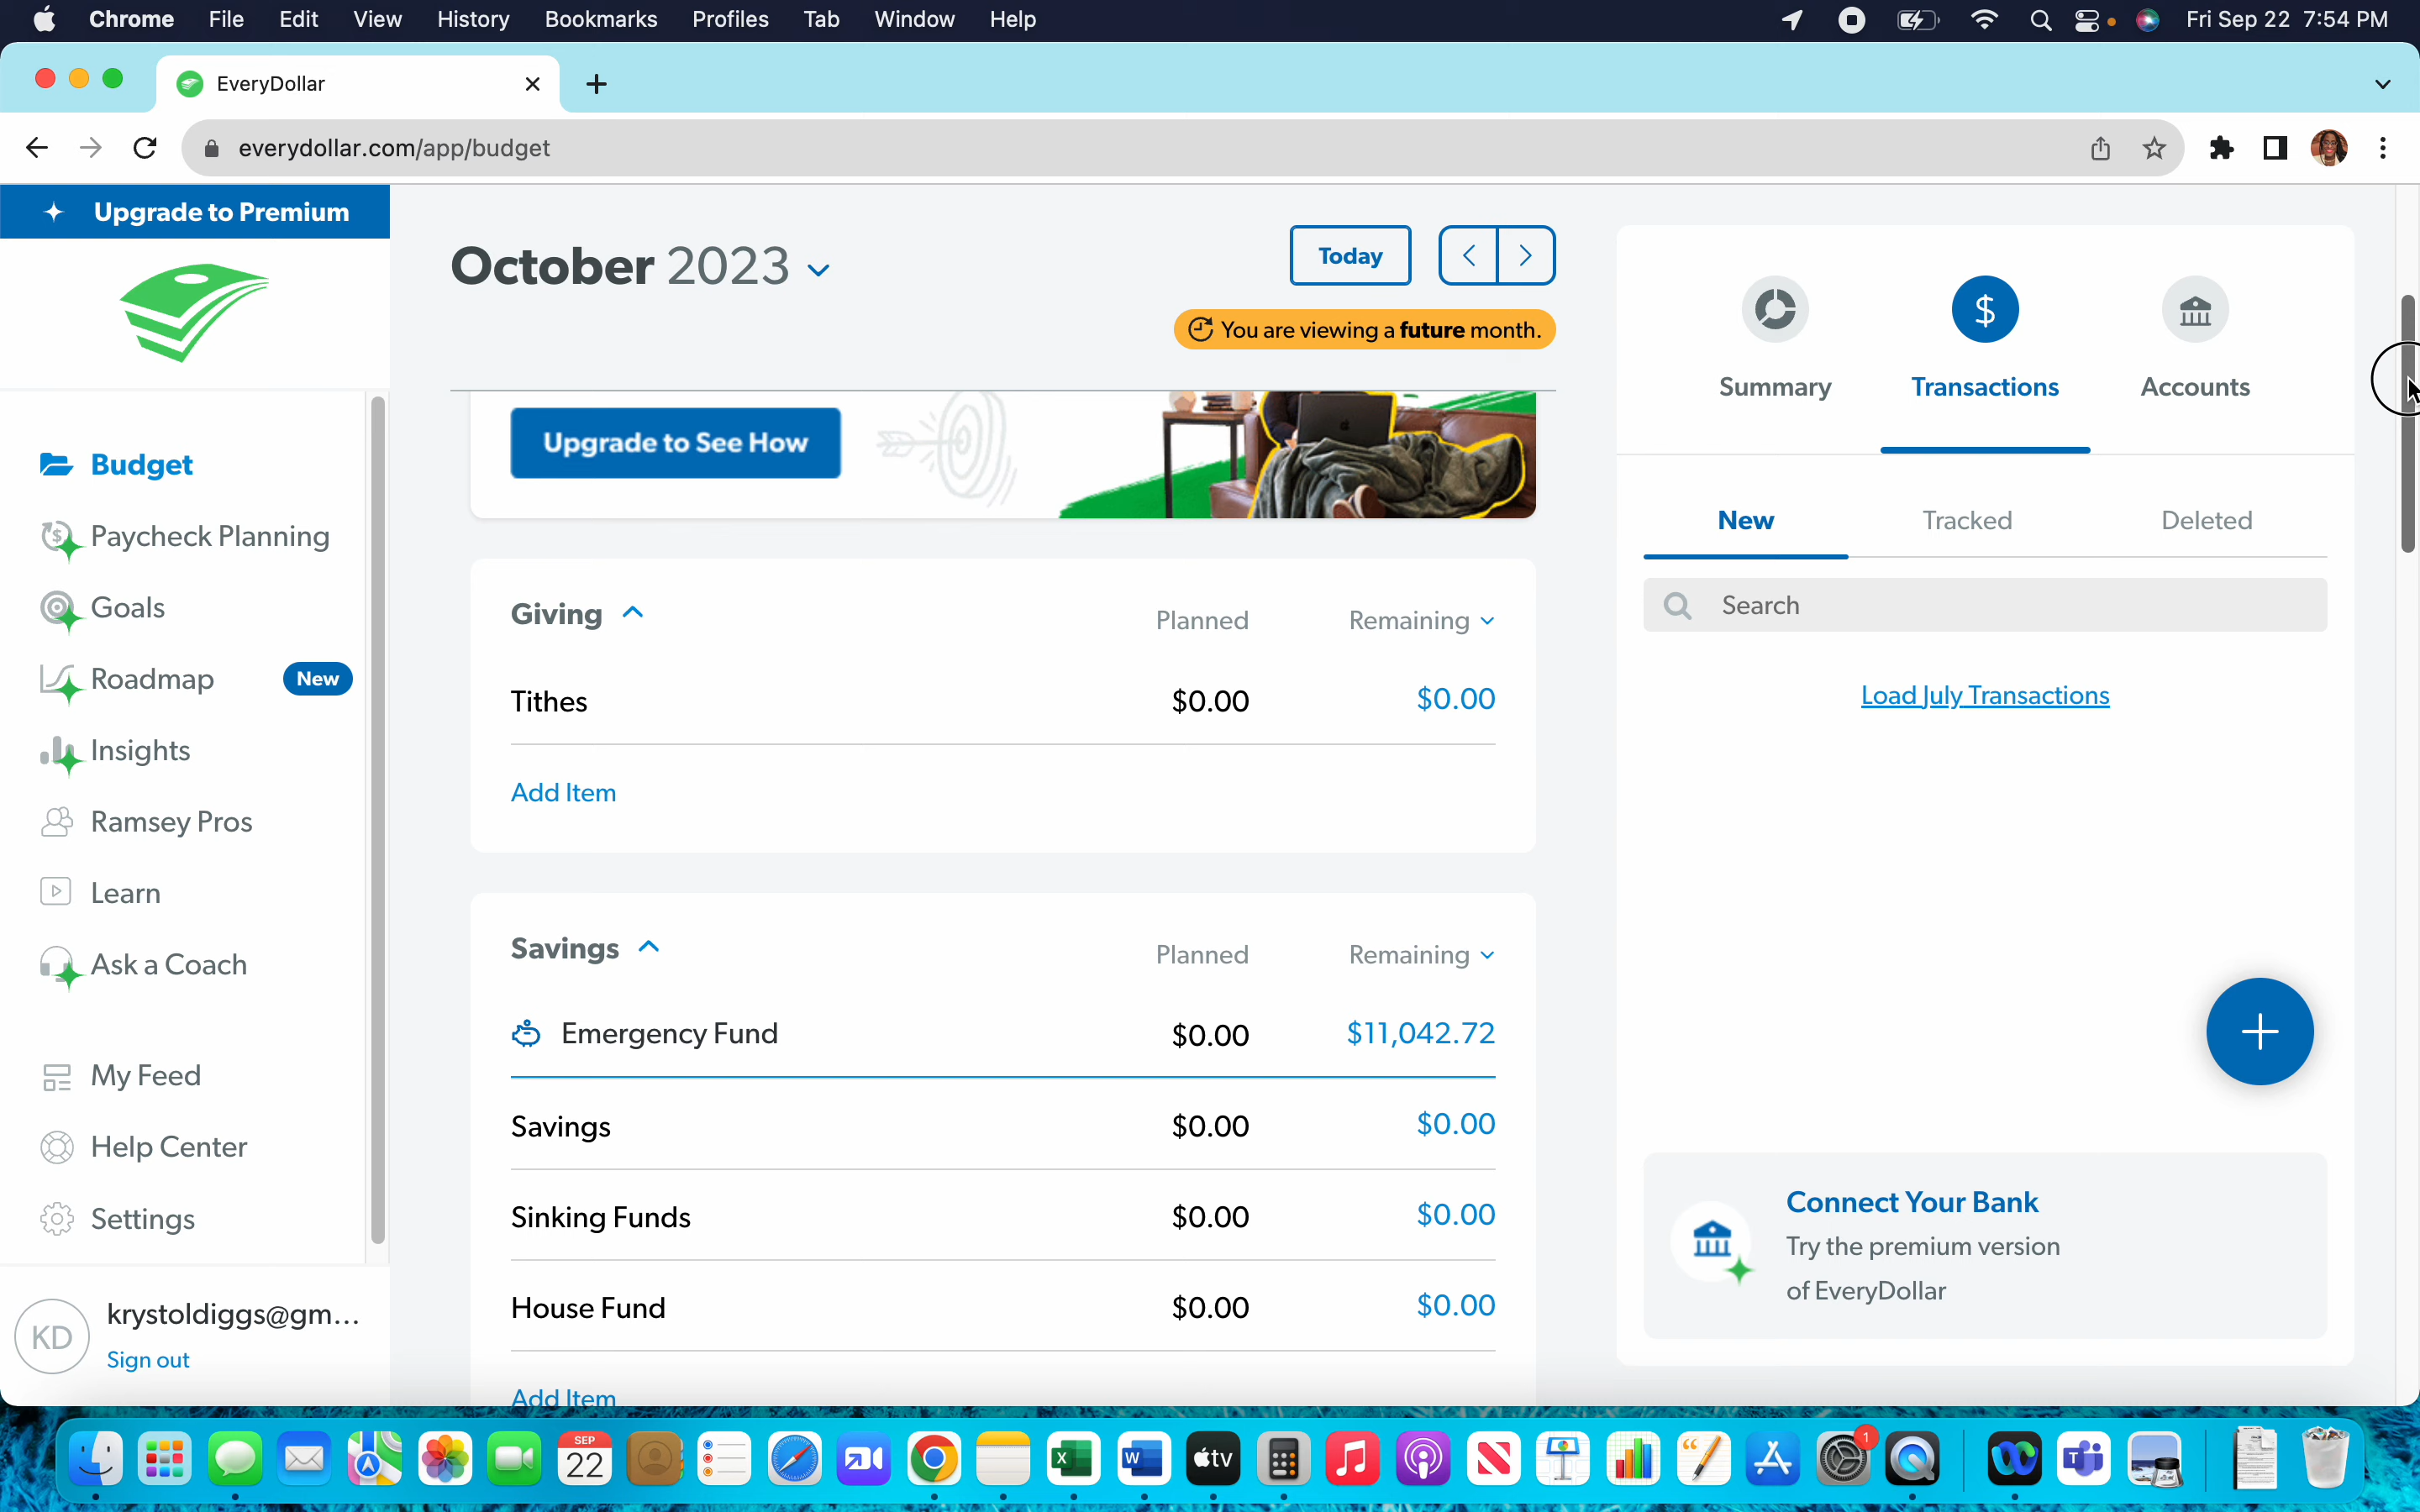 Chrome File Edit View History Bookmarks Profiles Tab Window Help Fri Sep 22 7:54 PM
EveryDollar
everydollar.com/app/budget
Upgrade to Premium
Budget
Paycheck Planning
Goals
Roadmap New
Insights
Ramsey Pros
Learn
Ask a Coach
My Feed
Help Center
Settings
KD krystoldiggs@gm...
Sign out
October 2023 Today
You are viewing a future month.
Upgrade to See How
Giving Planned Remaining
Tithes $0.00 $0.00
Add Item
Savings Planned Remaining
Emergency Fund $0.00 $11,042.72
Savings $0.00 $0.00
Sinking Funds $0.00 $0.00
House Fund $0.00 $0.00
Add Item
Summary Transactions Accounts
New Tracked Deleted
Search
Load July Transactions
Connect Your Bank
Try the premium version
of EveryDollar
SEP
22
tv
1